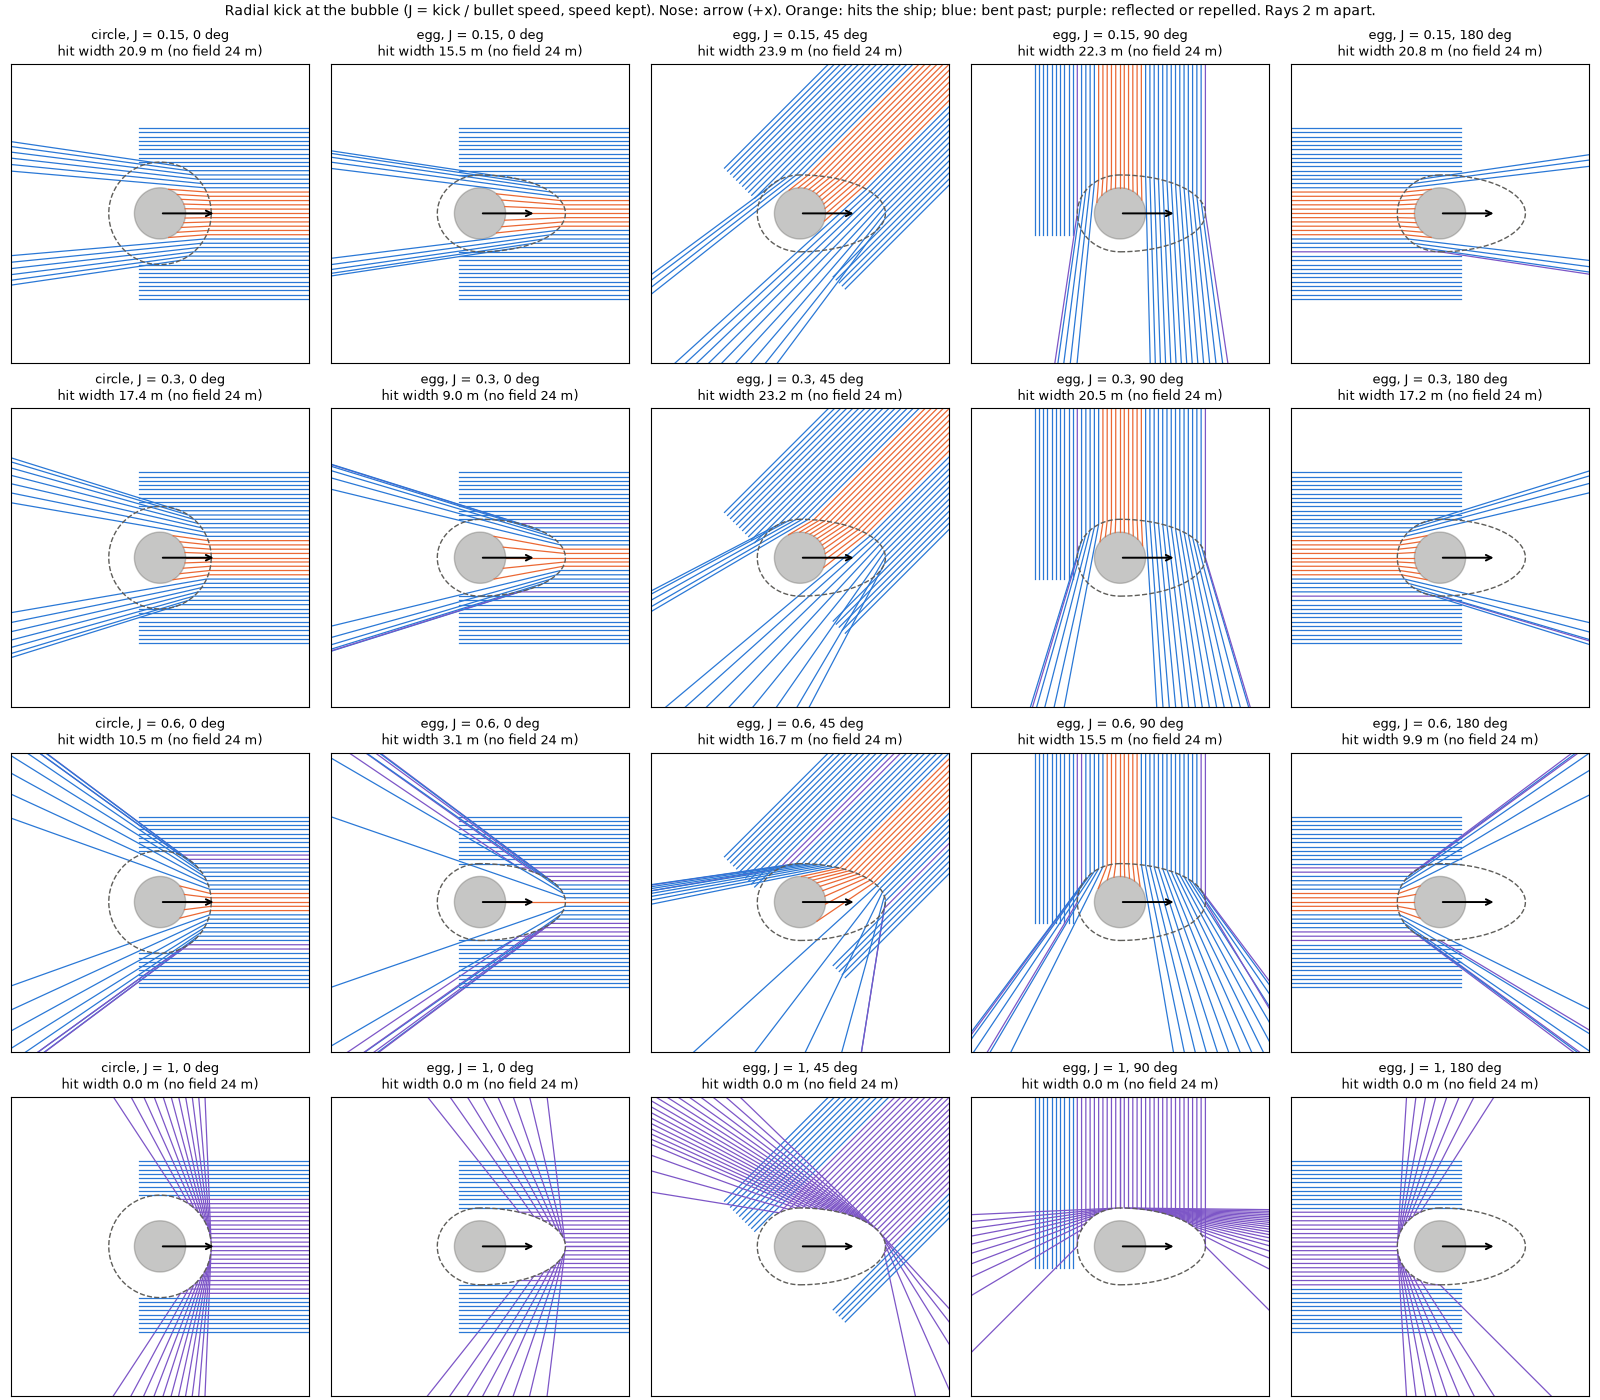 Radial kick at the bubble (J = kick / bullet speed, speed kept). Nose: arrow (+x). Orange: hits the ship; blue: bent past; purple: reflected or repelled. Rays 2 m apart.
circle, J = 0.15, 0 deg
hit width 20.9 m (no field 24 m)
egg, J = 0.15, 0 deg
hit width 15.5 m (no field 24 m)
egg, J = 0.15, 45 deg
hit width 23.9 m (no field 24 m)
egg, J = 0.15, 90 deg
hit width 22.3 m (no field 24 m)
egg, J = 0.15, 180 deg
hit width 20.8 m (no field 24 m)
circle, J = 0.3, 0 deg
hit width 17.4 m (no field 24 m)
egg, J = 0.3, 0 deg
hit width 9.0 m (no field 24 m)
egg, J = 0.3, 45 deg
hit width 23.2 m (no field 24 m)
egg, J = 0.3, 90 deg
hit width 20.5 m (no field 24 m)
egg, J = 0.3, 180 deg
hit width 17.2 m (no field 24 m)
circle, J = 0.6, 0 deg
hit width 10.5 m (no field 24 m)
egg, J = 0.6, 0 deg
hit width 3.1 m (no field 24 m)
egg, J = 0.6, 45 deg
hit width 16.7 m (no field 24 m)
egg, J = 0.6, 90 deg
hit width 15.5 m (no field 24 m)
egg, J = 0.6, 180 deg
hit width 9.9 m (no field 24 m)
circle, J = 1, 0 deg
hit width 0.0 m (no field 24 m)
egg, J = 1, 0 deg
hit width 0.0 m (no field 24 m)
egg, J = 1, 45 deg
hit width 0.0 m (no field 24 m)
egg, J = 1, 90 deg
hit width 0.0 m (no field 24 m)
egg, J = 1, 180 deg
hit width 0.0 m (no field 24 m)